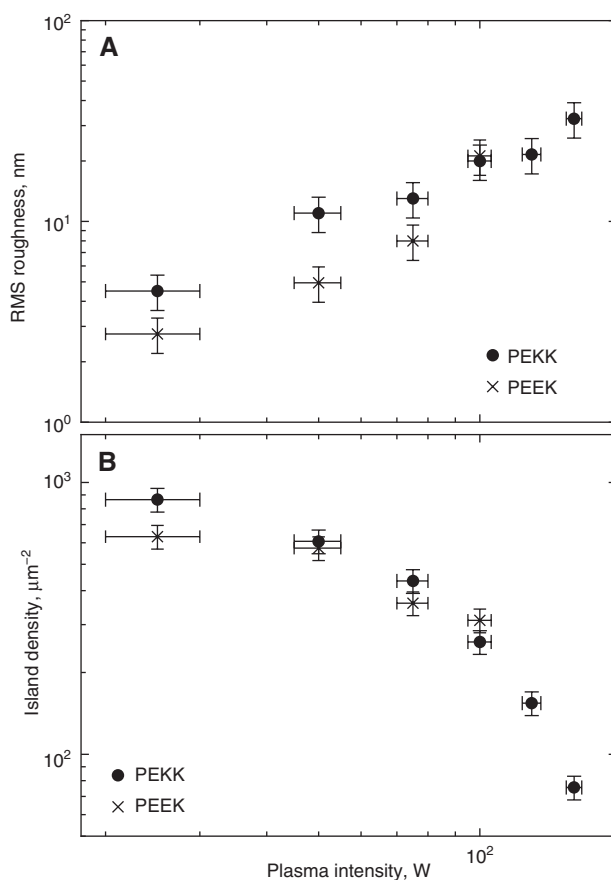 A
10²
10¹
10⁰
RMS roughness, nm
PEKK
PEEK
B
10³
10²
Island density, μm⁻²
PEKK
PEEK
10²
Plasma intensity, W